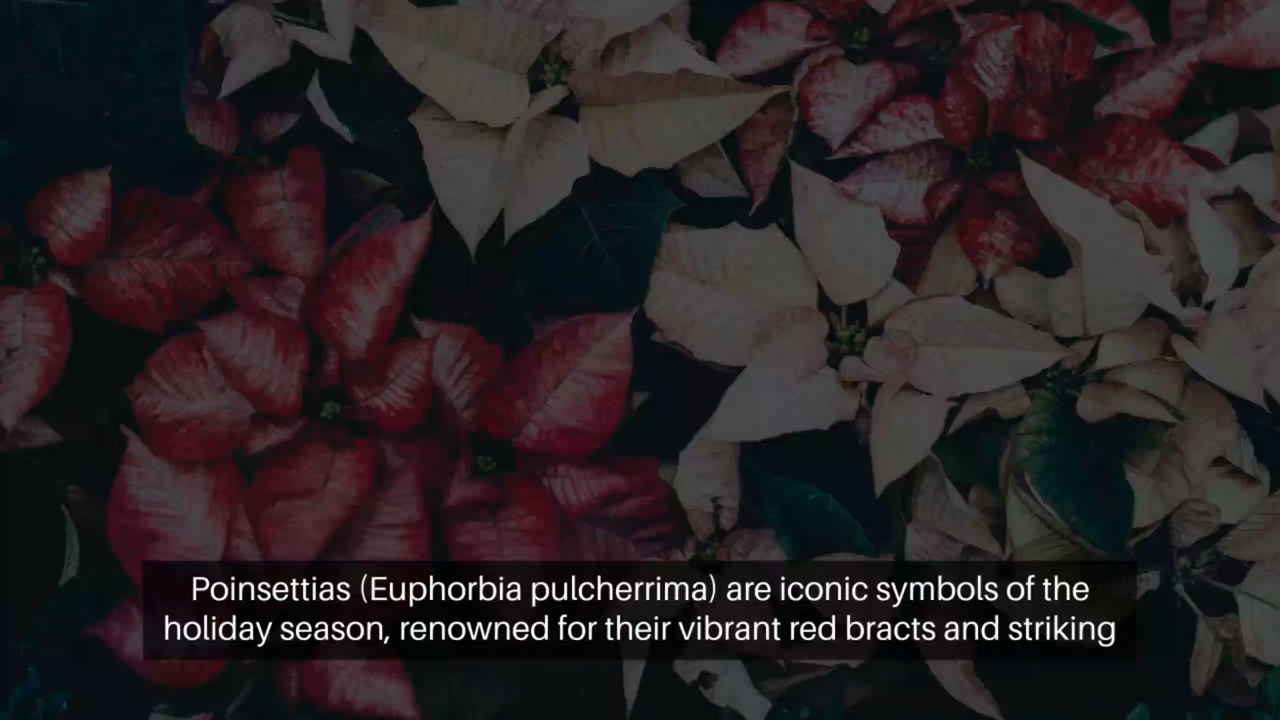 Poinsettias (Euphorbia pulcherrima) are iconic symbols of the
holiday season, renowned for their vibrant red bracts and striking